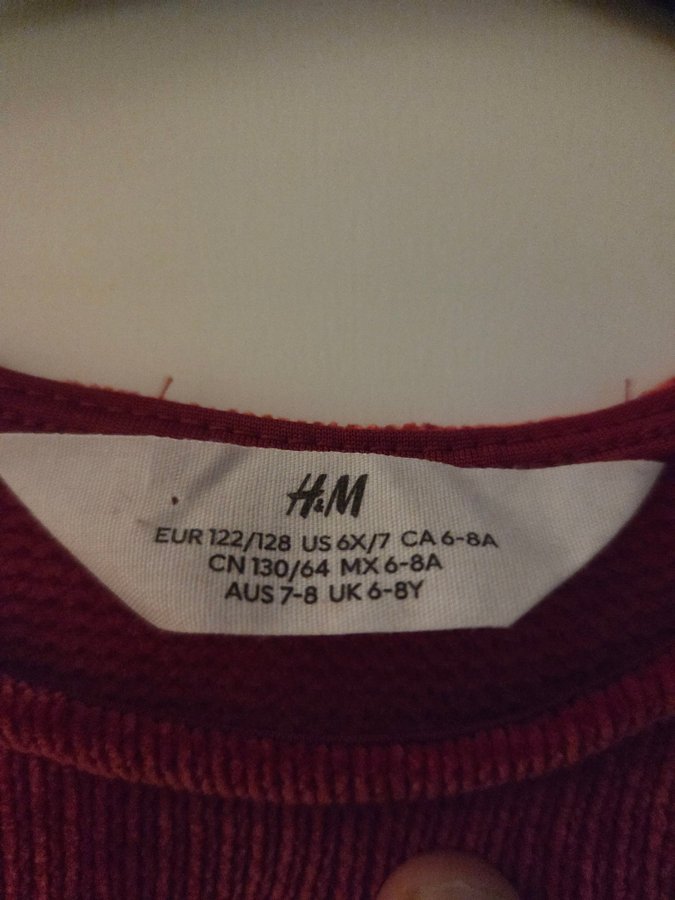 H&M
EUR 122/128 US 6X/7 CA 6-8A
CN 130/64 MX 6-8A
AUS 7-8 UK 6-8Y